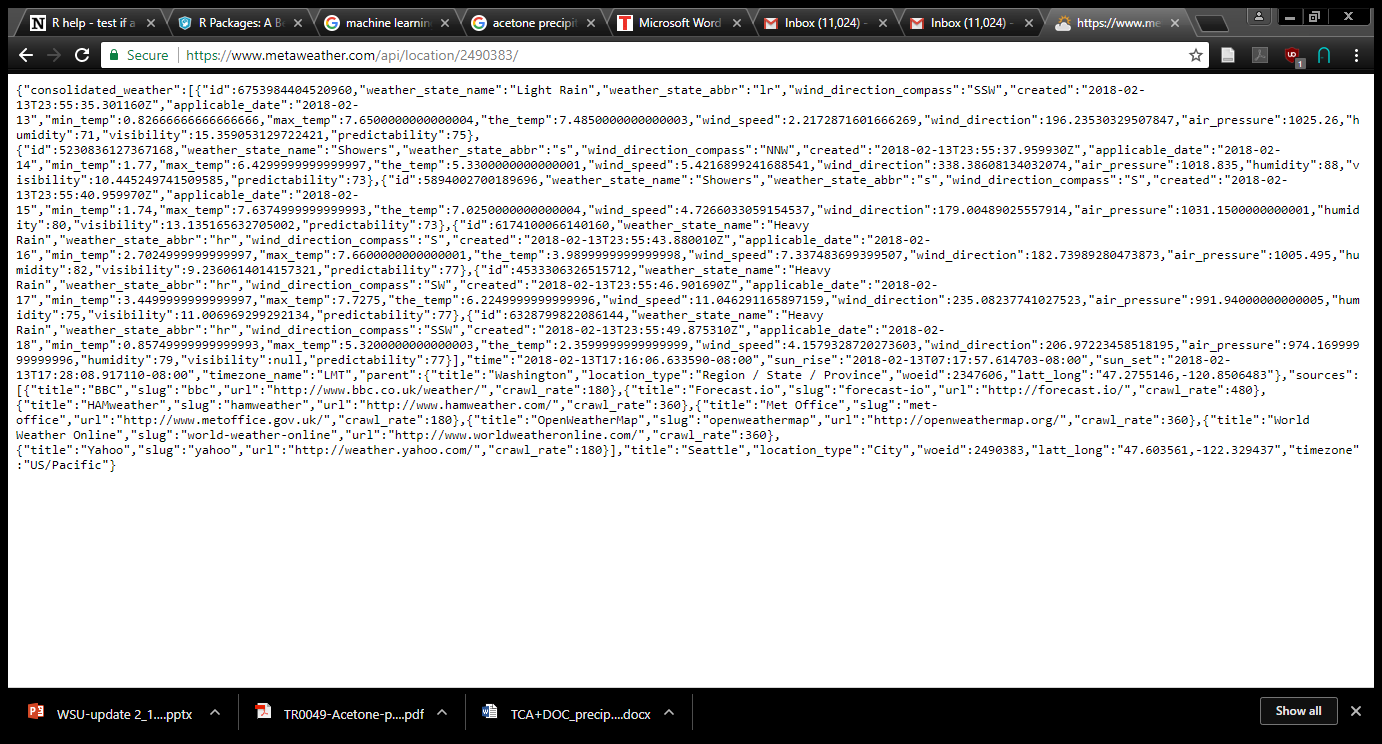 R help - test if a
R Packages: A Be
machine learnin
acetone precipit
Microsoft Word
Inbox (11,024) -
Inbox (11,024) -
https://www.me
Secure
https://www.metaweather.com/api/location/2490383/
1
{"consolidated_weather":[{"id":6753984404520960,"weather_state_name":"Light Rain","weather_state_abbr":"lr","wind_direction_compass":"SSW","created":"2018-02-
13T23:55:35.301160Z","applicable_date":"2018-02-
13","min_temp":0.82666666666666666,"max_temp":7.6500000000000004,"the_temp":7.4850000000000003,"wind_speed":2.2172871601666269,"wind_direction":196.23530329507847,"air_pressure":1025.26,"h
umidity":71,"visibility":15.359053129722421,"predictability":75},
{"id":5230836127367168,"weather_state_name":"Showers","weather_state_abbr":"s","wind_direction_compass":"NNW","created":"2018-02-13T23:55:37.959930Z","applicable_date":"2018-02-
14","min_temp":1.77,"max_temp":6.4299999999999997,"the_temp":5.3300000000000001,"wind_speed":5.4216899241688541,"wind_direction":338.38608134032074,"air_pressure":1018.835,"humidity":88,"v
isibility":10.445249741509585,"predictability":73},{"id":5894002700189696,"weather_state_name":"Showers","weather_state_abbr":"s","wind_direction_compass":"S","created":"2018-02-
13T23:55:40.959970Z","applicable_date":"2018-02-
15","min_temp":1.74,"max_temp":7.6374999999999993,"the_temp":7.0250000000000004,"wind_speed":4.7266033059154537,"wind_direction":179.00489025557914,"air_pressure":1031.1500000000001,"humid
ity":80,"visibility":13.135165632705002,"predictability":73},{"id":6174100066140160,"weather_state_name":"Heavy
Rain","weather_state_abbr":"hr","wind_direction_compass":"S","created":"2018-02-13T23:55:43.880010Z","applicable_date":"2018-02-
16","min_temp":2.7024999999999997,"max_temp":7.6600000000000001,"the_temp":3.9899999999999998,"wind_speed":7.337483699399507,"wind_direction":182.73989280473873,"air_pressure":1005.495,"hu
midity":82,"visibility":9.2360614014157321,"predictability":77},{"id":4533306326515712,"weather_state_name":"Heavy
Rain","weather_state_abbr":"hr","wind_direction_compass":"SW","created":"2018-02-13T23:55:46.901690Z","applicable_date":"2018-02-
17","min_temp":3.4499999999999997,"max_temp":7.7275,"the_temp":6.2249999999999996,"wind_speed":11.046291165897159,"wind_direction":235.08237741027523,"air_pressure":991.94000000000005,"hum
idity":75,"visibility":11.006969299292134,"predictability":77},{"id":6328799822086144,"weather_state_name":"Heavy
Rain","weather_state_abbr":"hr","wind_direction_compass":"SSW","created":"2018-02-13T23:55:49.875310Z","applicable_date":"2018-02-
18","min_temp":0.85749999999999993,"max_temp":5.3200000000000003,"the_temp":2.3599999999999999,"wind_speed":4.1579328720273603,"wind_direction":206.97223458518195,"air_pressure":974.169999
99999996,"humidity":79,"visibility":null,"predictability":77}],"time":"2018-02-13T17:16:06.633590-08:00","sun_rise":"2018-02-13T07:17:57.614703-08:00","sun_set":"2018-02-
13T17:28:08.917110-08:00","timezone_name":"LMT","parent":{"title":"Washington","location_type":"Region / State / Province","woeid":2347606,"latt_long":"47.2755146,-120.8506483"},"sources":
[{"title":"BBC","slug":"bbc","url":"http://www.bbc.co.uk/weather/","crawl_rate":180},{"title":"Forecast.io","slug":"forecast-io","url":"http://forecast.io/","crawl_rate":480},
{"title":"HAMweather","slug":"hamweather","url":"http://www.hamweather.com/","crawl_rate":360},{"title":"Met Office","slug":"met-
office","url":"http://www.metoffice.gov.uk/","crawl_rate":180},{"title":"OpenWeatherMap","slug":"openweathermap","url":"http://openweathermap.org/","crawl_rate":360},{"title":"World
Weather Online","slug":"world-weather-online","url":"http://www.worldweatheronline.com/","crawl_rate":360},
{"title":"Yahoo","slug":"yahoo","url":"http://weather.yahoo.com/","crawl_rate":180}],"title":"Seattle","location_type":"City","woeid":2490383,"latt_long":"47.603561,-122.329437","timezone"
:"US/Pacific"}
WSU-update 2_1....pptx
TR0049-Acetone-p....pdf
TCA+DOC_precip....docx
Show all